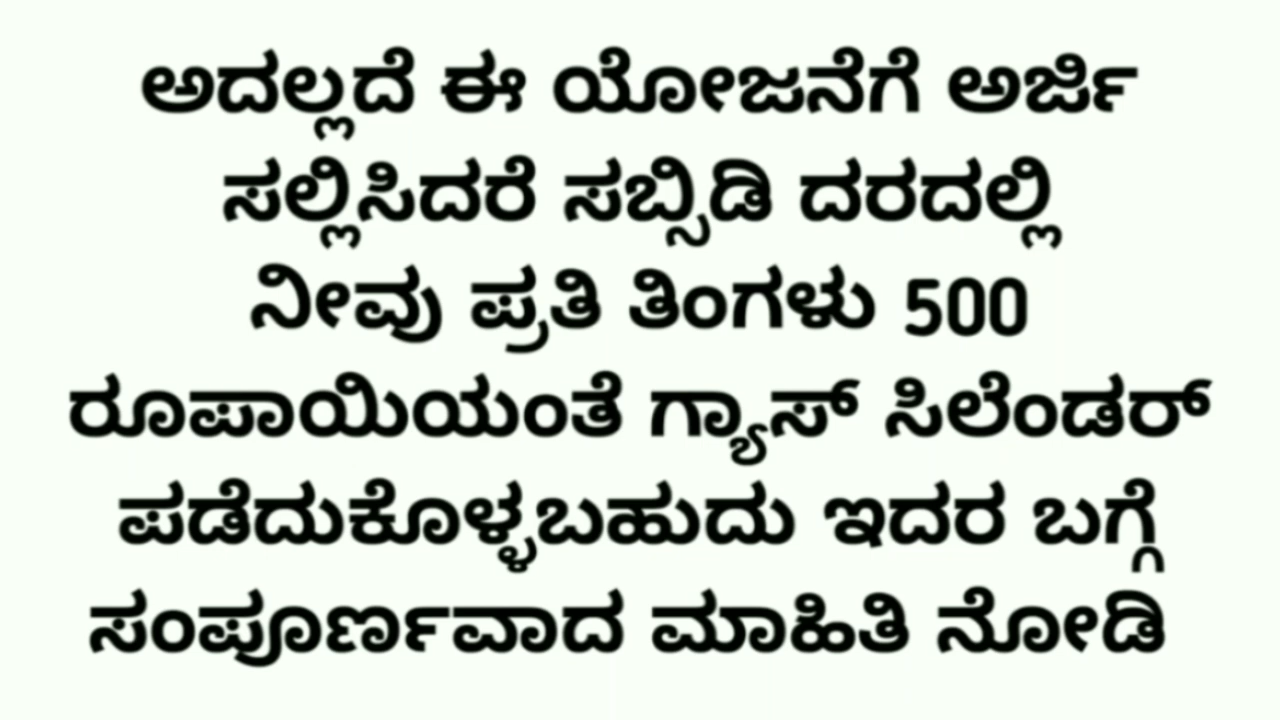 ಅದಲ್ಲದೆ ಈ ಯೋಜನೆಗೆ ಅರ್ಜಿ
ಸಲ್ಲಿಸಿದರೆ ಸಬ್ಸಿಡಿ ದರದಲ್ಲಿ
ನೀವು ಪ್ರತಿ ತಿಂಗಳು 500
ರೂಪಾಯಿಯಂತೆ ಗ್ಯಾಸ್ ಸಿಲೆಂಡರ್
ಪಡೆದುಕೊಳ್ಳಬಹುದು ಇದರ ಬಗ್ಗೆ
ಸಂಪೂರ್ಣವಾದ ಮಾಹಿತಿ ನೋಡಿ